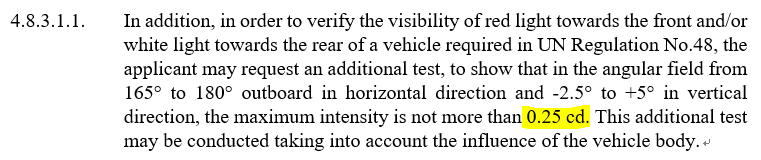 4.8.3.1.1. In addition, in order to verify the visibility of red light towards the front and/or
white light towards the rear of a vehicle required in UN Regulation No.48, the
applicant may request an additional test, to show that in the angular field from
165° to 180° outboard in horizontal direction and -2.5° to +5° in vertical
direction, the maximum intensity is not more than 0.25 cd. This additional test
may be conducted taking into account the influence of the vehicle body.